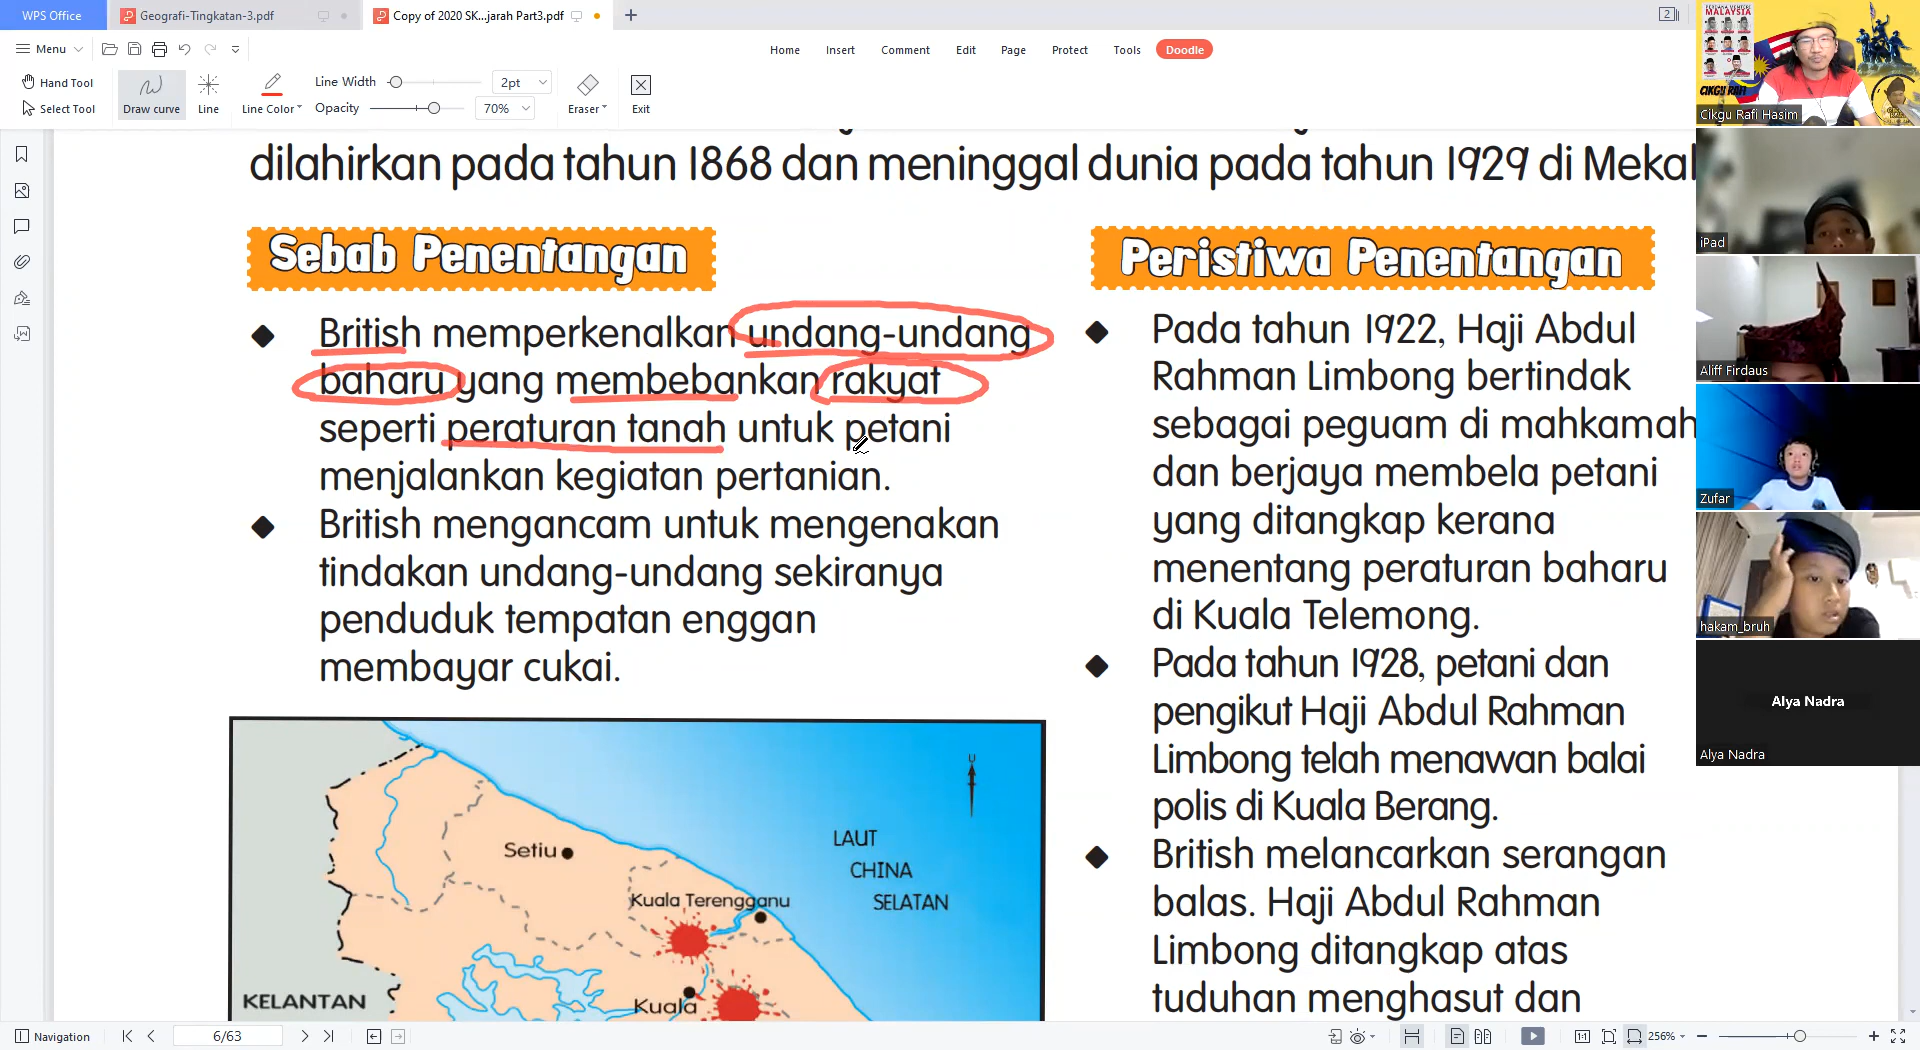 WPS Office
Geografi-Tingkatan-3.pdf
Copy of 2020 SK...jarah Part3.pdf
2
Menu
Home
Insert
Comment
Edit
Page
Protect
Tools
Doodle
Hand Tool
Select Tool
Draw curve
Line
Line Color
Line Width
2pt
Opacity
70%
Eraser
Exit
dilahirkan pada tahun 1868 dan meninggal dunia pada tahun 1929 di Mekal
Sebab Penentangan
British memperkenalkan undang-undang
baharu yang membebankan rakyat
seperti peraturan tanah untuk petani
menjalankan kegiatan pertanian.
British mengancam untuk mengenakan
tindakan undang-undang sekiranya
penduduk tempatan enggan
membayar cukai.
Peristiwa Penentangan
Pada tahun 1922, Haji Abdul
Rahman Limbong bertindak
sebagai peguam di mahkamah
dan berjaya membela petani
yang ditangkap kerana
menentang peraturan baharu
di Kuala Telemong.
Pada tahun 1928, petani dan
pengikut Haji Abdul Rahman
Limbong telah menawan balai
polis di Kuala Berang.
British melancarkan serangan
balas. Haji Abdul Rahman
Limbong ditangkap atas
tuduhan menghasut dan
U
LAUT
CHINA
SELATAN
Setiu
Kuala Terengganu
KELANTAN
Kuala
MALAYSIA
CIKGU RAFI
Cikgu Rafi Hasim
iPad
Aliff Firdaus
Zufar
hakam_bruh
Alya Nadra
Alya Nadra
Navigation
6/63
1:1
256%